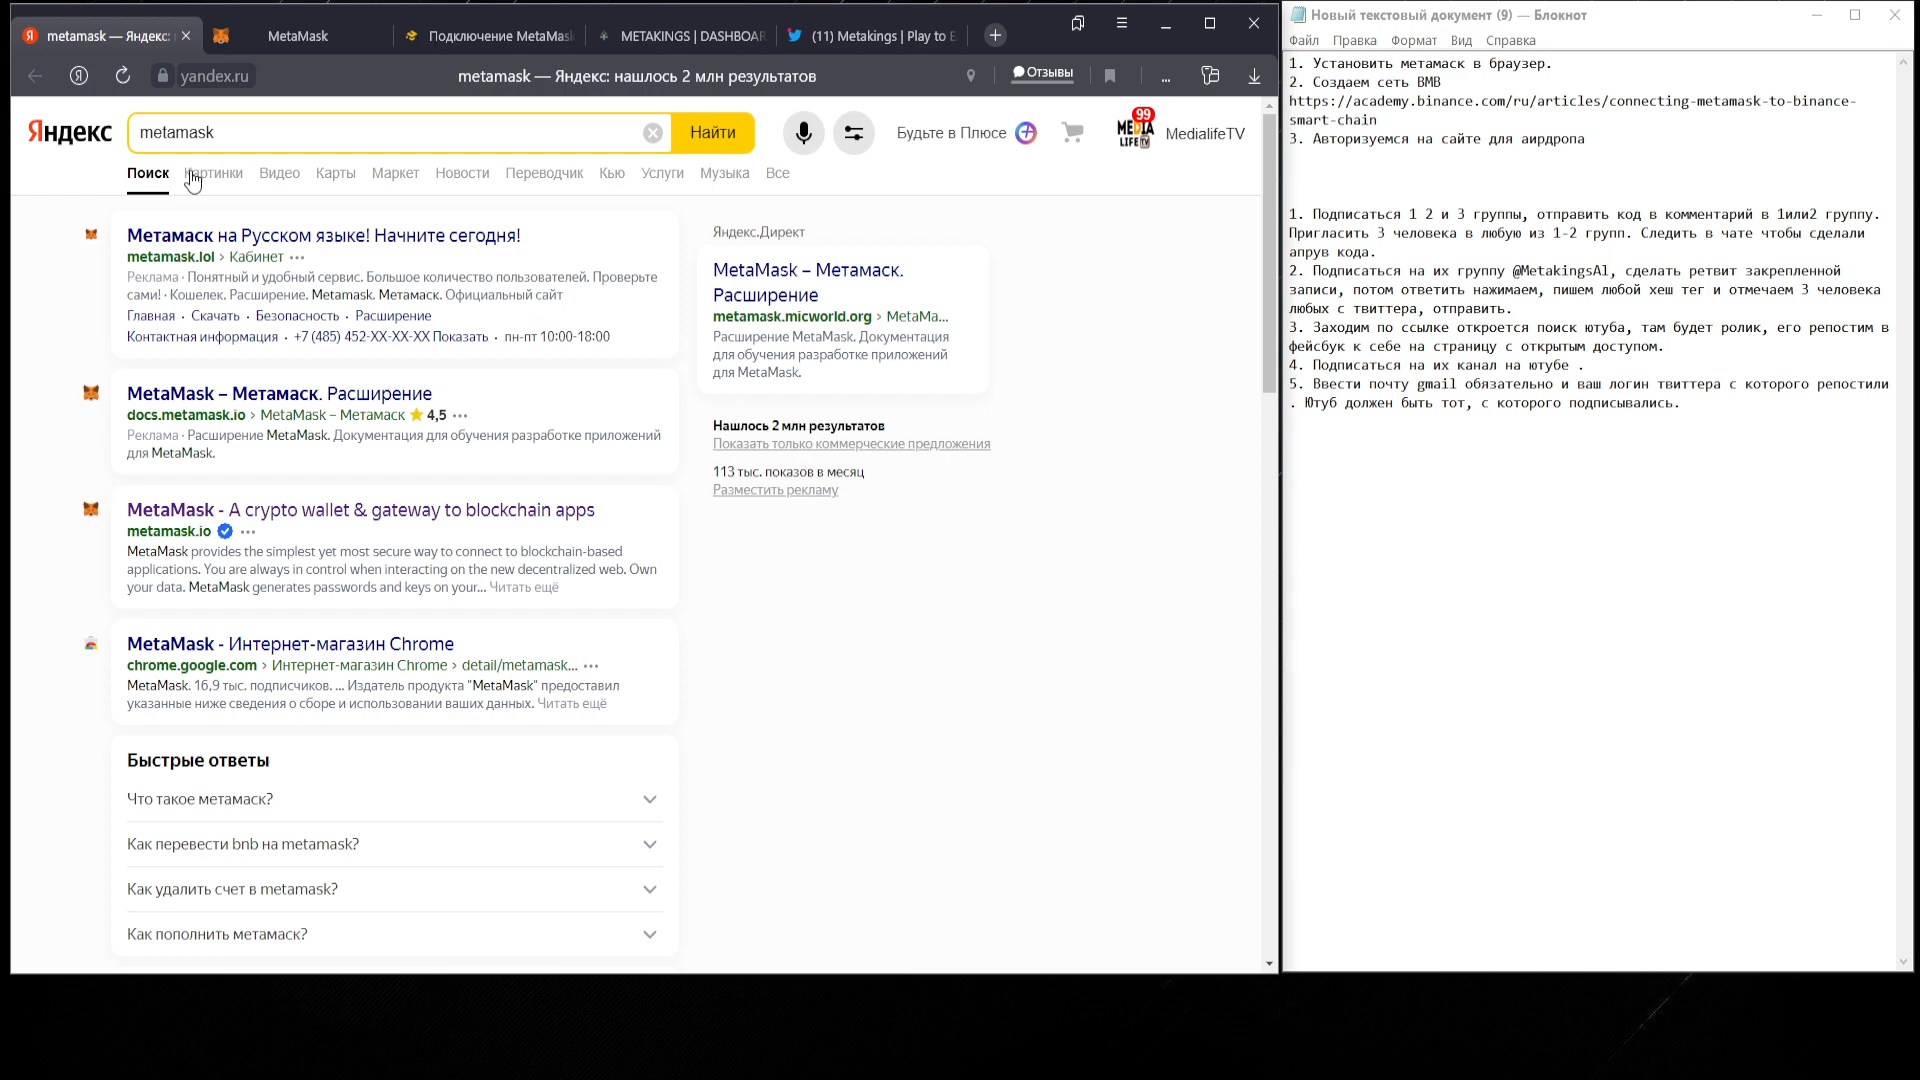 metamask — Яндекс:
MetaMask
Подключение MetaMas
METAKINGS | DASHBOAR
(11) Metakings | Play to E
yandex.ru
metamask — Яндекс: нашлось 2 млн результатов
Отзывы
Яндекс
metamask
Найти
Будьте в Плюсе
99
MEDIA
LIFE TV
MedialifeTV
Поиск
Картинки
Видео
Карты
Маркет
Новости
Переводчик
Кью
Услуги
Музыка
Все
Метамаск на Русском языке! Начните сегодня!
metamask.lol › Кабинет
Реклама · Понятный и удобный сервис. Большое количество пользователей. Проверьте
сами! · Кошелек. Расширение. Metamask. Метамаск. Официальный сайт
Главная · Скачать · Безопасность · Расширение
Контактная информация · +7 (485) 452-XX-XX-XX Показать · пн-пт 10:00-18:00
MetaMask – Метамаск. Расширение
docs.metamask.io › MetaMask – Метамаск 4,5
Реклама · Расширение MetaMask. Документация для обучения разработке приложений
для MetaMask.
MetaMask - A crypto wallet & gateway to blockchain apps
metamask.io
MetaMask provides the simplest yet most secure way to connect to blockchain-based
applications. You are always in control when interacting on the new decentralized web. Own
your data. MetaMask generates passwords and keys on your... Читать ещё
MetaMask - Интернет-магазин Chrome
chrome.google.com › Интернет-магазин Chrome › detail/metamask...
MetaMask. 16,9 тыс. подписчиков. ... Издатель продукта "MetaMask" предоставил
указанные ниже сведения о сборе и использовании ваших данных. Читать ещё
Быстрые ответы
Что такое метамаск?
Как перевести bnb на metamask?
Как удалить счет в metamask?
Как пополнить метамаск?
Яндекс.Директ
MetaMask – Метамаск.
Расширение
metamask.micworld.org › MetaMa...
Расширение MetaMask. Документация
для обучения разработке приложений
для MetaMask.
Нашлось 2 млн результатов
Показать только коммерческие предложения
113 тыс. показов в месяц
Разместить рекламу
Новый текстовый документ (9) — Блокнот
Файл Правка Формат Вид Справка
1. Установить метамаск в браузер.
2. Создаем сеть BMB
https://academy.binance.com/ru/articles/connecting-metamask-to-binance-
smart-chain
3. Авторизуемся на сайте для аирдропа
1. Подписаться 1 2 и 3 группы, отправить код в комментарий в 1или2 группу.
Пригласить 3 человека в любую из 1-2 групп. Следить в чате чтобы сделали
апрув кода.
2. Подписаться на их группу @MetakingsAl, сделать ретвит закрепленной
записи, потом ответить нажимаем, пишем любой хеш тег и отмечаем 3 человека
любых с твиттера, отправить.
3. Заходим по ссылке откроется поиск ютуба, там будет ролик, его репостим в
фейсбук к себе на страницу с открытым доступом.
4. Подписаться на их канал на ютубе .
5. Ввести почту gmail обязательно и ваш логин твиттера с которого репостили
. Ютуб должен быть тот, с которого подписывались.